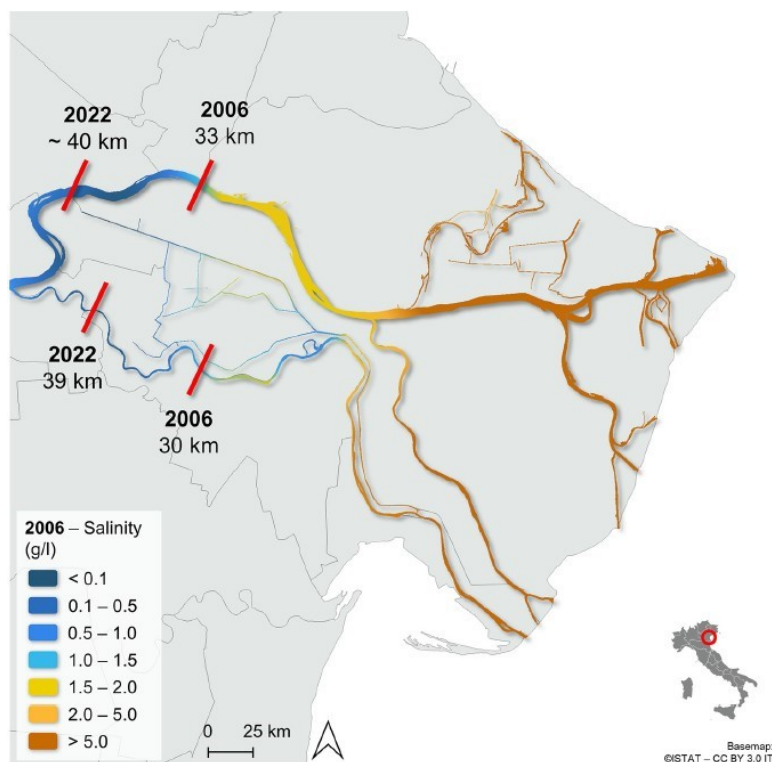 2022
~ 40 km
2006
33 km
2022
39 km
2006
30 km
2006 – Salinity
(g/l)
< 0.1
0.1 – 0.5
0.5 – 1.0
1.0 – 1.5
1.5 – 2.0
2.0 – 5.0
> 5.0
0 25 km
Basemap:
©ISTAT – CC BY 3.0 IT